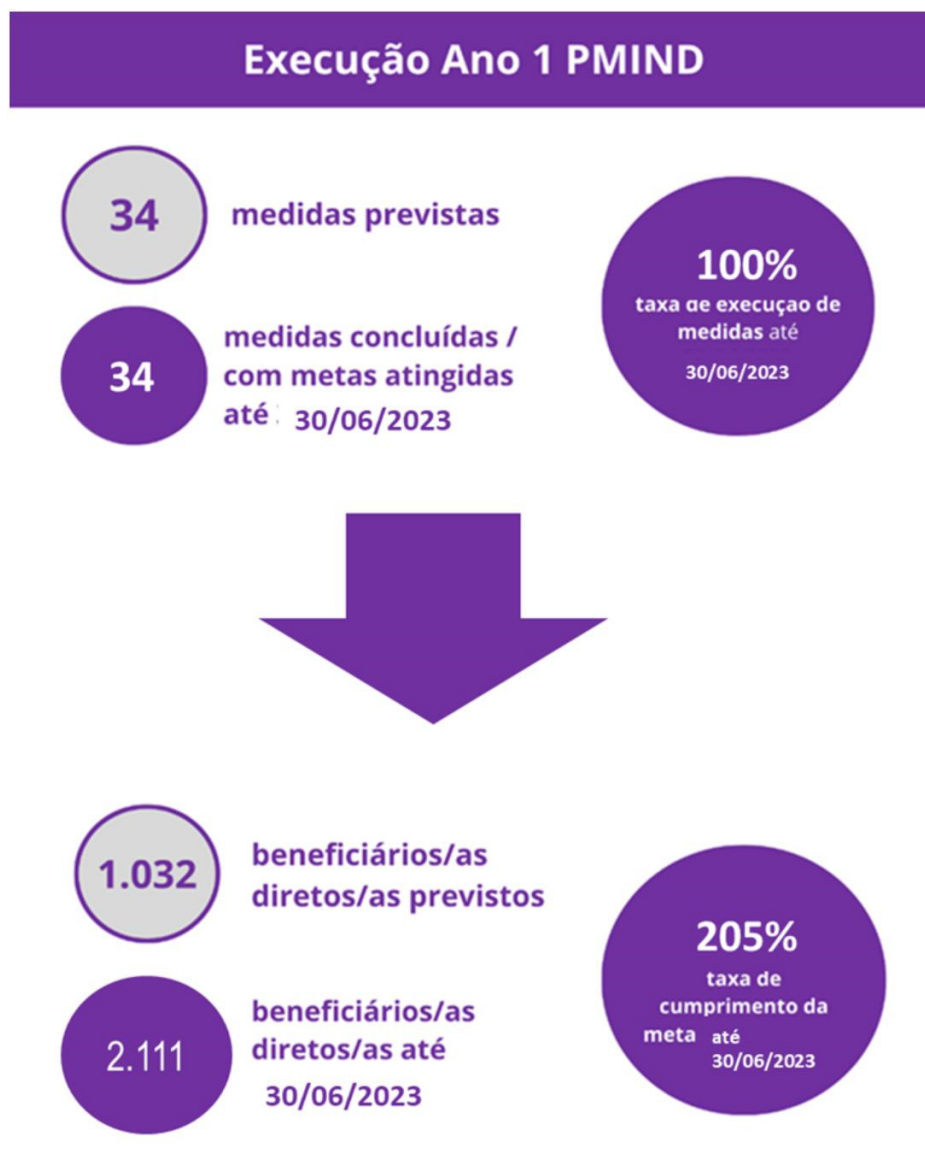 Execução Ano 1 PMIND
34
medidas previstas
34
medidas concluídas /
com metas atingidas
até 30/06/2023
100%
taxa de execução de
medidas até
30/06/2023
1.032
beneficiários/as
diretos/as previstos
2.111
beneficiários/as
diretos/as até
30/06/2023
205%
taxa de
cumprimento da
meta até
30/06/2023